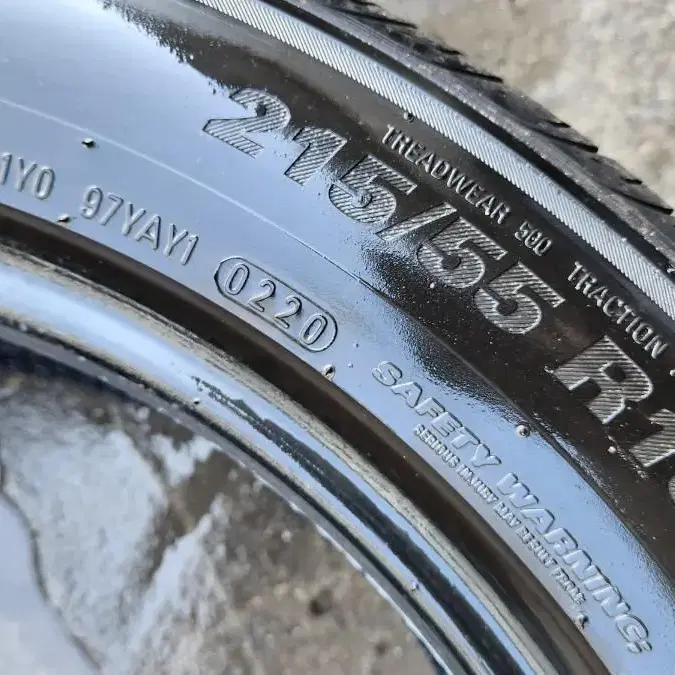 215/55 R1
TREADWEAR 500 TRACTION
1Y0 97YAY1 0220
SAFETY WARNING:
SERIOUS INJURY MAY RESULT FROM: